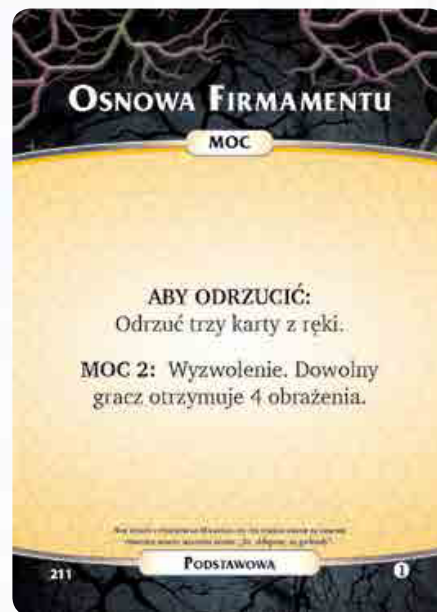 OSNOWA FIRMAMENTU
MOC
ABY ODRZUCIĆ:
Odrzuć trzy karty z ręki.
MOC 2: Wyzwolenie. Dowolny
gracz otrzymuje 4 obrażenia.
PODSTAWOWA
211
1